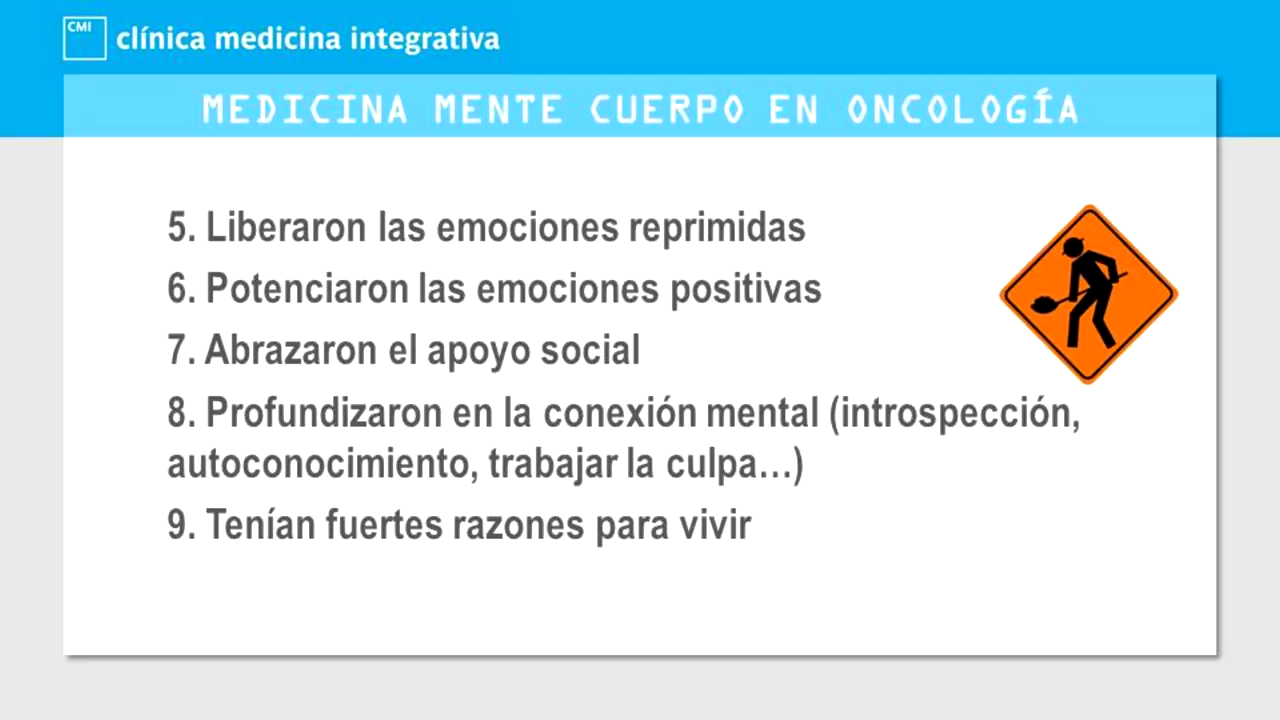 CMI
clínica medicina integrativa
MEDICINA MENTE CUERPO EN ONCOLOGÍA
5. Liberaron las emociones reprimidas
6. Potenciaron las emociones positivas
7. Abrazaron el apoyo social
8. Profundizaron en la conexión mental (introspección,
autoconocimiento, trabajar la culpa...)
9. Tenían fuertes razones para vivir